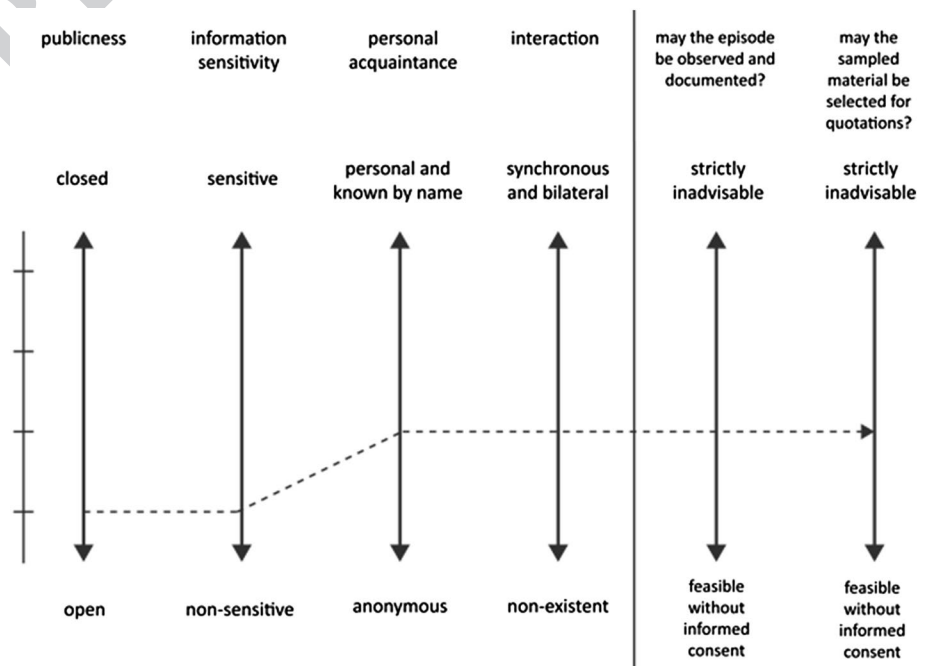 publicness
information
sensitivity
personal
acquaintance
interaction
may the episode
be observed and
documented?
may the
sampled
material be
selected for
quotations?
closed
sensitive
personal and
known by name
synchronous
and bilateral
strictly
inadvisable
strictly
inadvisable
open
non-sensitive
anonymous
non-existent
feasible
without
informed
consent
feasible
without
informed
consent